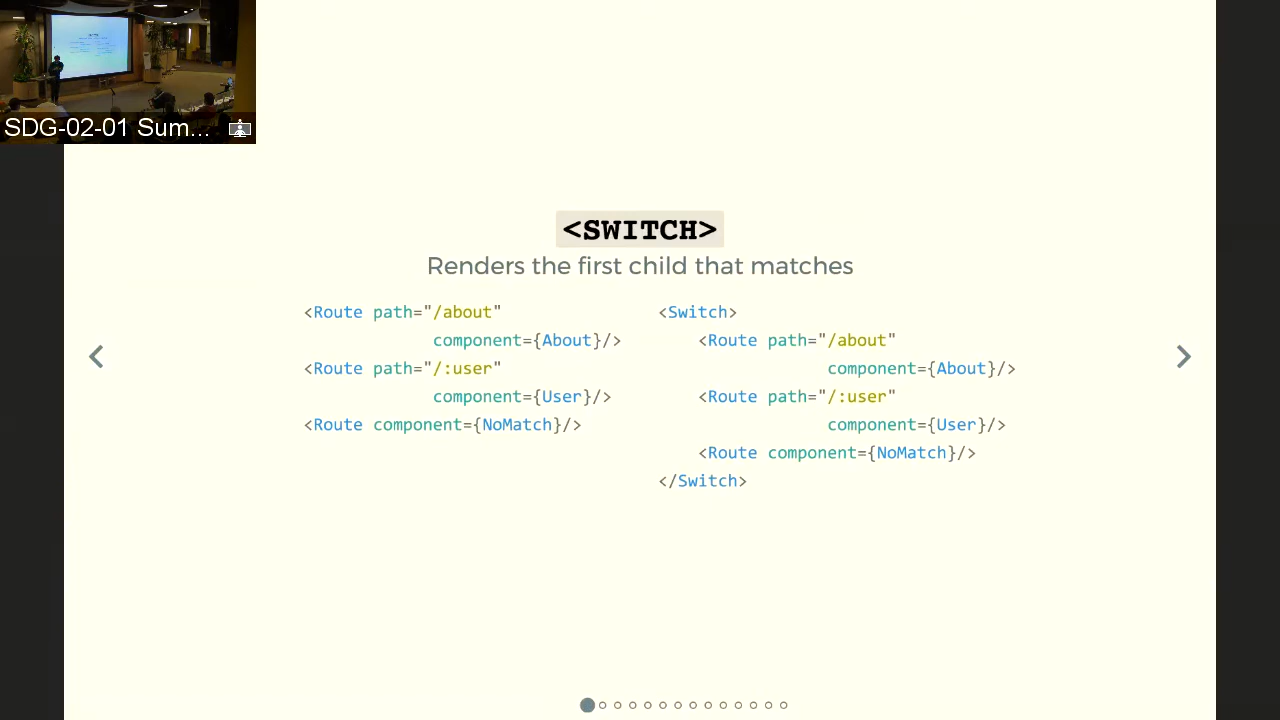 SDG-02-01 Sum...
<SWITCH>
Renders the first child that matches
<Route path="/about"
component={About}/>
<Route path="/:user"
component={User}/>
<Route component={NoMatch}/>
<Switch>
<Route path="/about"
component={About}/>
<Route path="/:user"
component={User}/>
<Route component={NoMatch}/>
</Switch>